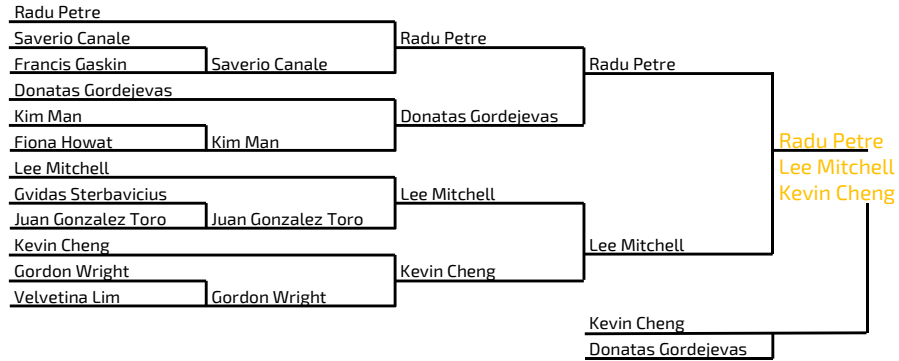 Radu Petre
Saverio Canale
Radu Petre
Francis Gaskin
Saverio Canale
Radu Petre
Donatas Gordejevas
Kim Man
Donatas Gordejevas
Fiona Howat
Kim Man
Radu Petre
Lee Mitchell
Lee Mitchell
Gvidas Sterbavicius
Lee Mitchell
Kevin Cheng
Juan Gonzalez Toro
Juan Gonzalez Toro
Kevin Cheng
Lee Mitchell
Gordon Wright
Kevin Cheng
Velvetina Lim
Gordon Wright
Kevin Cheng
Donatas Gordejevas